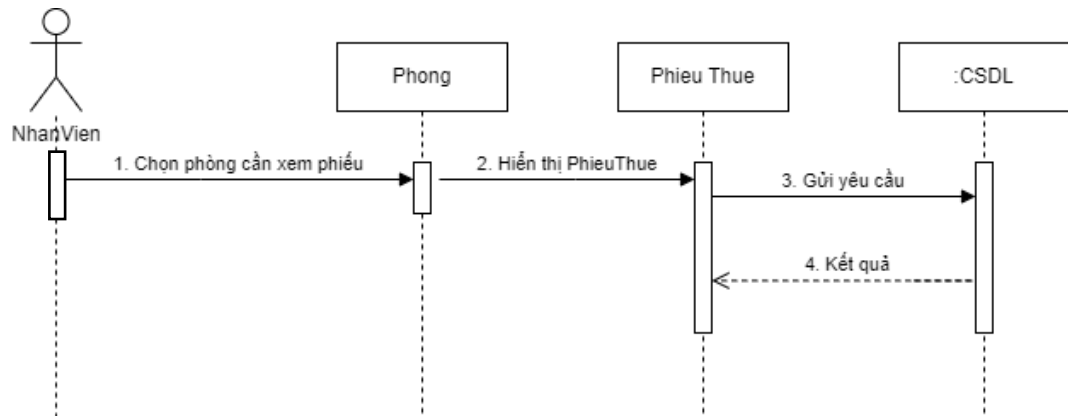 Phong
Phieu Thue
:CSDL
NhanVien
1. Chọn phòng cần xem phiếu
2. Hiển thị PhieuThue
3. Gửi yêu cầu
4. Kết quả